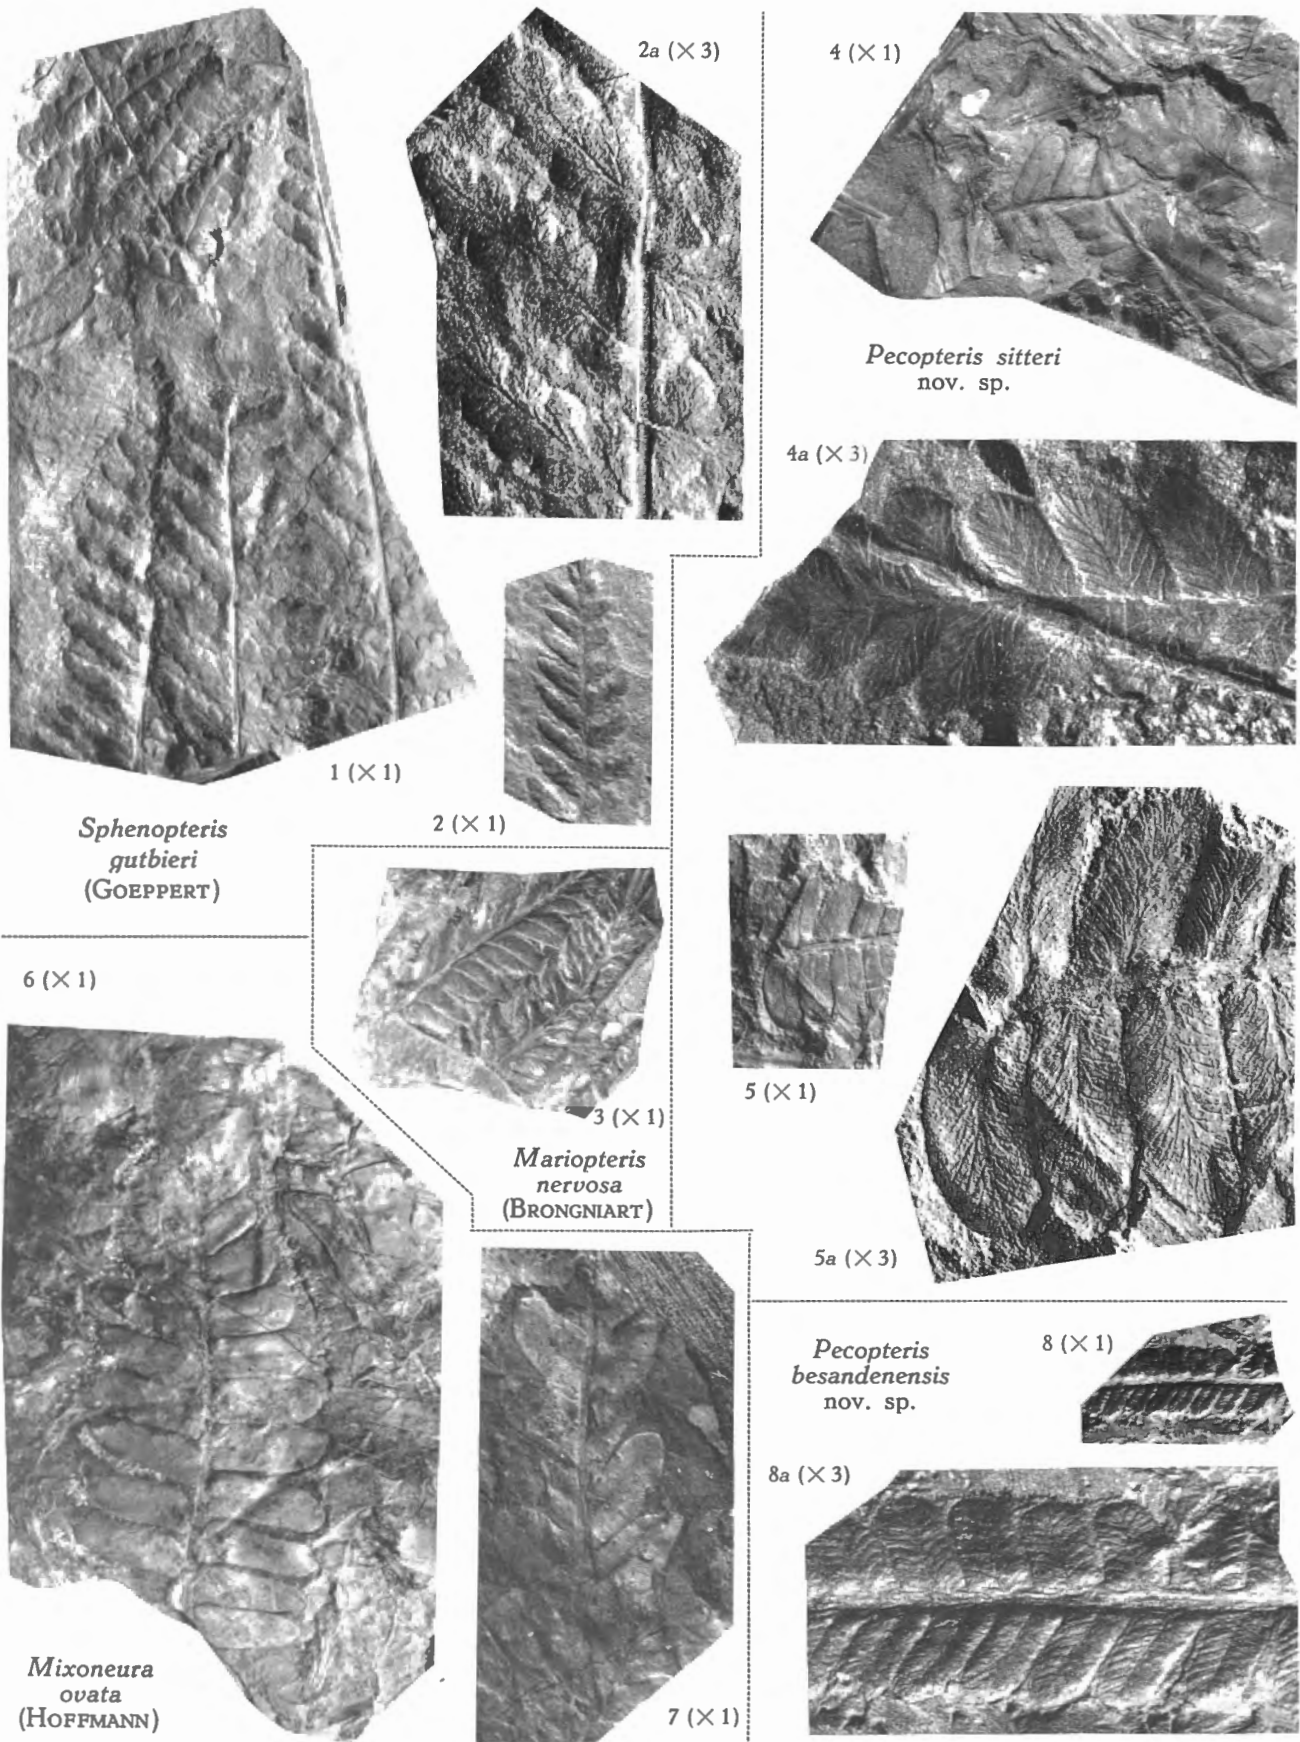 2a (× 3)
4 (× 1)
Pecopteris sitteri
nov. sp.
4a (× 3)
1 (× 1)
2 (× 1)
Sphenopteris
gutbieri
(GOEPPERT)
6 (× 1)
3 (× 1)
Mariopteris
nervosa
(BRONGNIART)
5 (× 1)
5a (× 3)
Pecopteris
besandenensis
nov. sp.
8 (× 1)
8a (× 3)
Mixoneura
ovata
(HOFFMANN)
7 (× 1)